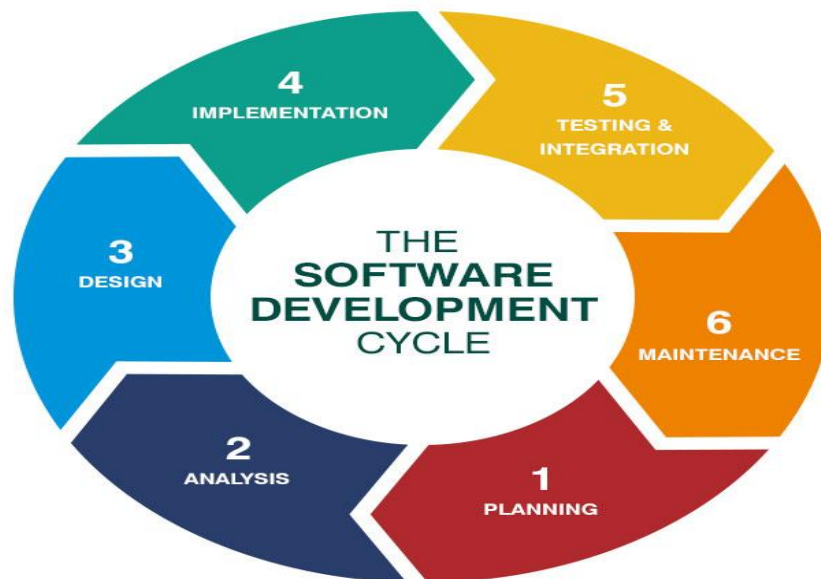 THE
SOFTWARE
DEVELOPMENT
CYCLE
1
PLANNING
2
ANALYSIS
3
DESIGN
4
IMPLEMENTATION
5
TESTING &
INTEGRATION
6
MAINTENANCE